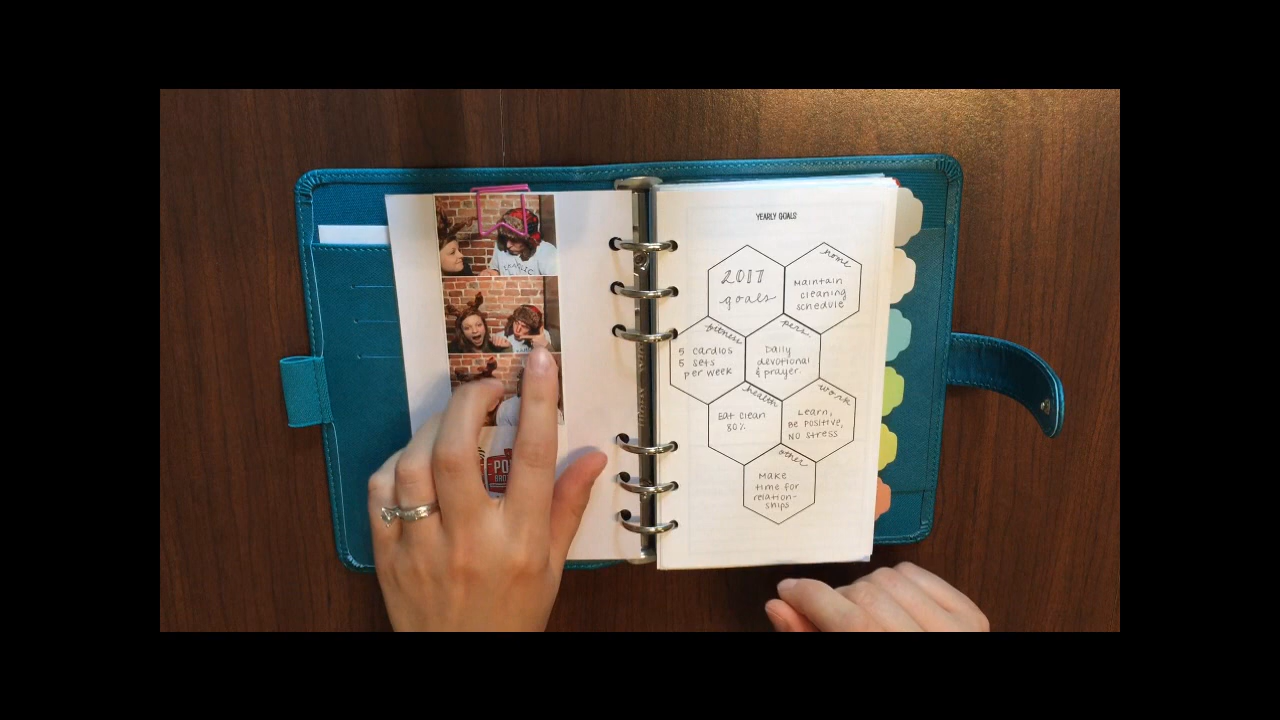 YEARLY GOALS
2017
goals
home
Maintain
cleaning
schedule
fitness
5 cardios
5 sets
per week
pers.
Daily
devotional
& prayer.
health
Eat clean
80%
work
Learn,
Be positive,
NO stress
other
Make
time for
relation-
ships
PO